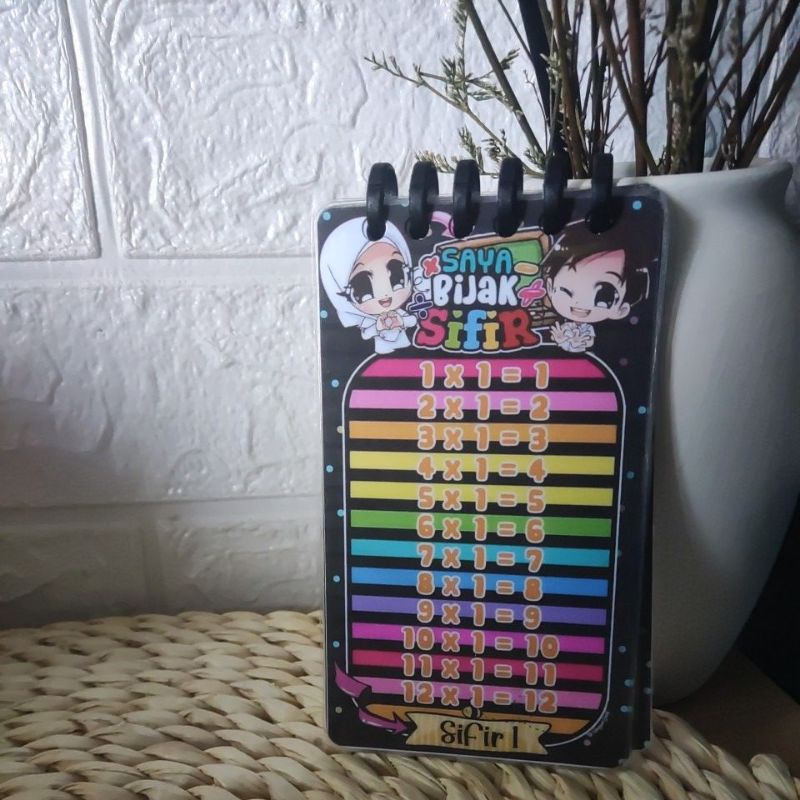 SAYA
BiJAK
SifiR
1 x 1 = 1
2 x 1 = 2
3 x 1 = 3
4 x 1 = 4
5 x 1 = 5
6 x 1 = 6
7 x 1 = 7
8 x 1 = 8
9 x 1 = 9
10 x 1 = 10
11 x 1 = 11
12 x 1 = 12
Sifir 1